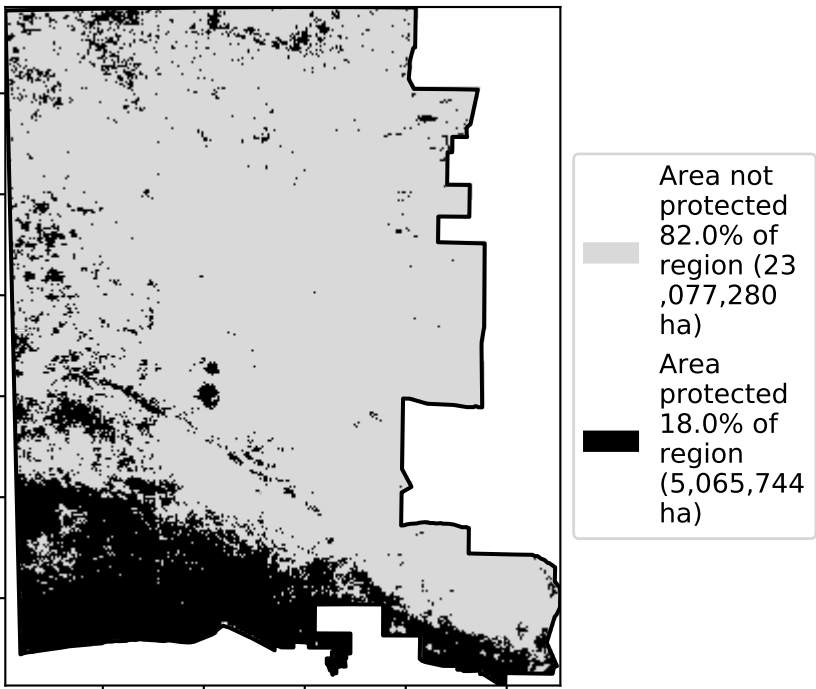 Area not
protected
82.0% of
region (23
,077,280
ha)
Area
protected
18.0% of
region
(5,065,744
ha)